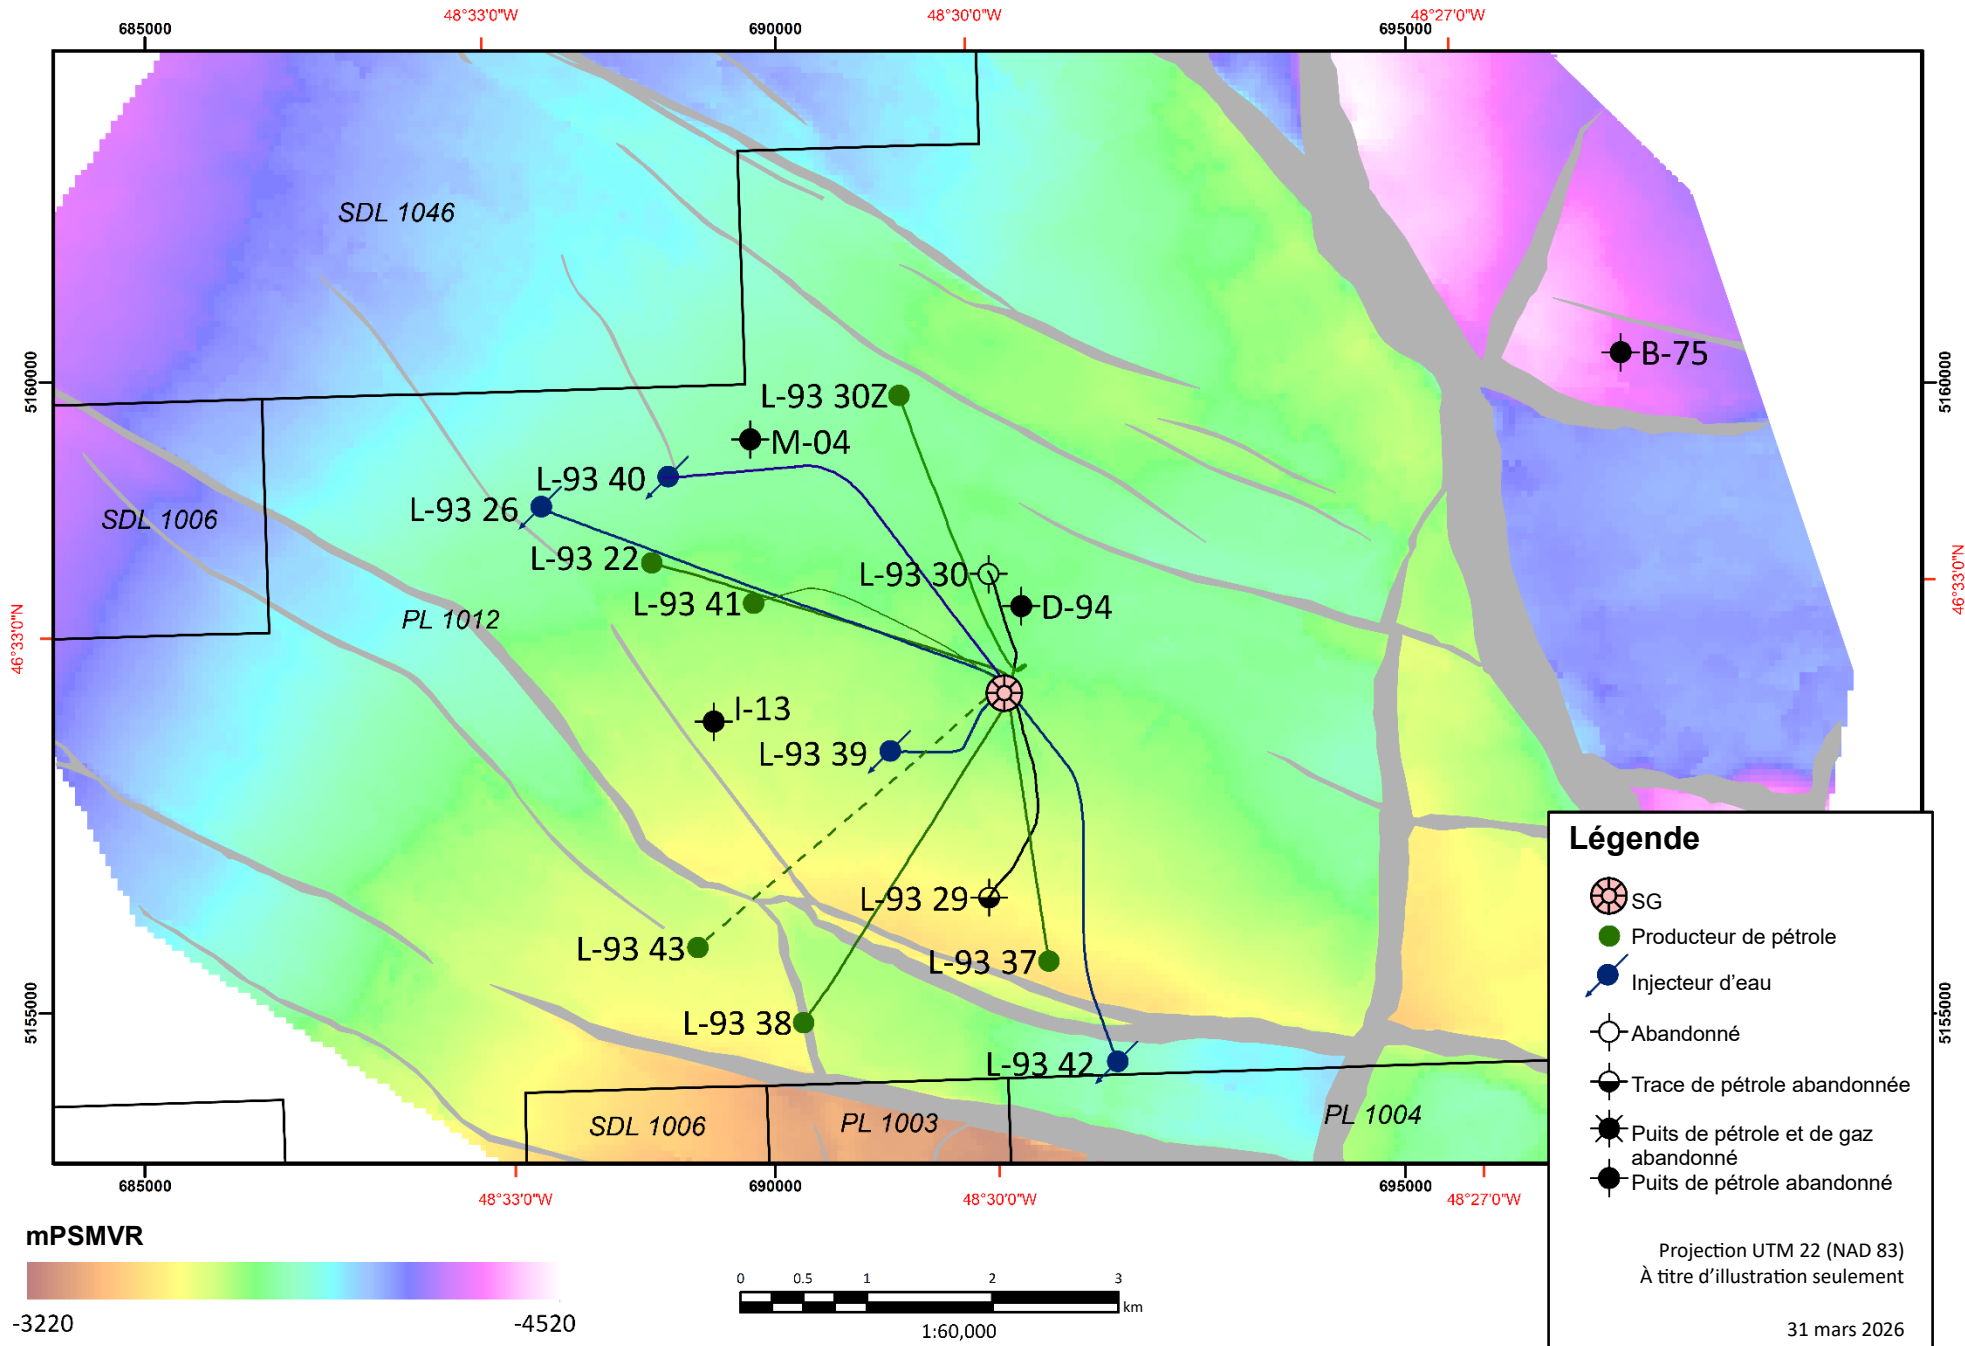 48°33'0"W 48°30'0"W 48°27'0"W
685000 690000 695000
SDL 1046
5160000
5160000
B-75
L-93 30Z
M-04
L-93 40
L-93 26
SDL 1006
L-93 22
L-93 30
L-93 41
D-94
PL 1012
46°33'0"N
46°33'0"N
I-13
L-93 39
L-93 29
L-93 43
L-93 37
L-93 38
L-93 42
5155000
5155000
SDL 1006
PL 1003
PL 1004
685000 690000 695000
48°33'0"W 48°30'0"W 48°27'0"W
Légende
SG
Producteur de pétrole
Injecteur d'eau
Abandonné
Trace de pétrole abandonnée
Puits de pétrole et de gaz
abandonné
Puits de pétrole abandonné
Projection UTM 22 (NAD 83)
À titre d'illustration seulement
31 mars 2026
mPSMVR
-3220 -4520
0 0.5 1 2 3
km
1:60,000